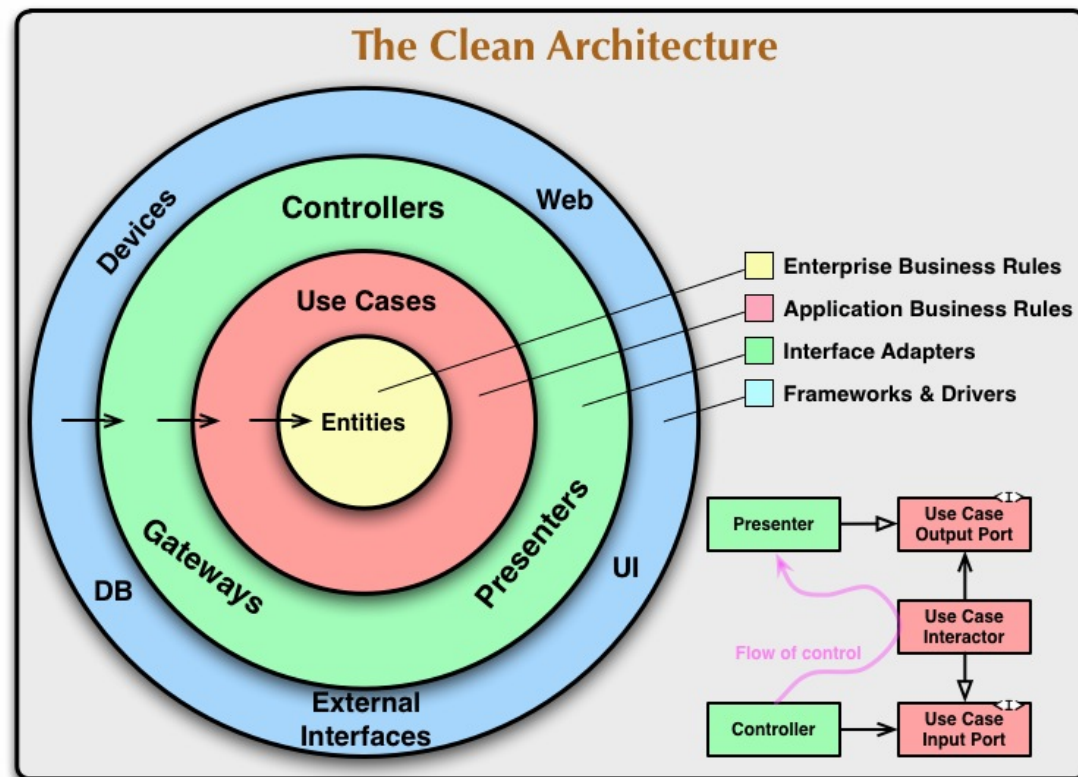 The Clean Architecture
Devices
Web
Controllers
Use Cases
Entities
Gateways
Presenters
DB
UI
External
Interfaces
Enterprise Business Rules
Application Business Rules
Interface Adapters
Frameworks & Drivers
Presenter
<I>
Use Case
Output Port
Use Case
Interactor
Flow of control
Controller
<I>
Use Case
Input Port